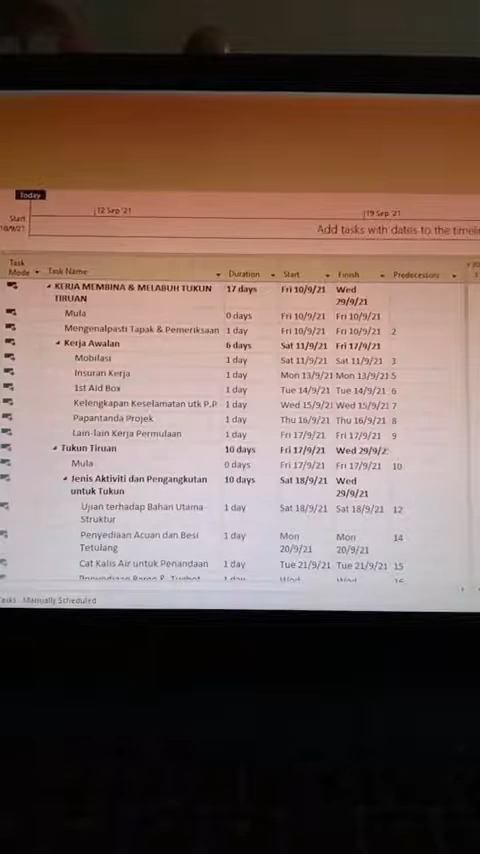 Today
12 Sep '21
19 Sep '21
Start
Add tasks with dates to the
Task Mode
Task Name
Duration
Start
Finish
Predecessors
KERJA MEMBINA & MELABUH TUKUN TIRUAN 17 days Fri 10/9/21 Wed 29/9/21
Mula 0 days Fri 10/9/21 Fri 10/9/21
Mengenalpasti Tapak & Pemeriksaan 1 day Fri 10/9/21 Fri 10/9/21 2
Kerja Awalan 6 days Sat 11/9/21 Fri 17/9/21
Mobilasi 1 day Sat 11/9/21 Sat 11/9/21 3
Insuran Kerja 1 day Mon 13/9/21 Mon 13/9/21 5
1st Aid Box 1 day Tue 14/9/21 Tue 14/9/21 6
Kelengkapan Keselamatan utk P.P 1 day Wed 15/9/21 Wed 15/9/21 7
Papantanda Projek 1 day Thu 16/9/21 Thu 16/9/21 8
Lain-lain Kerja Permulaan 1 day Fri 17/9/21 Fri 17/9/21 9
Tukun Tiruan 10 days Fri 17/9/21 Wed 29/9/2
Mula 0 days Fri 17/9/21 Fri 17/9/21 10
Jenis Aktiviti dan Pengangkutan untuk Tukun 10 days Sat 18/9/21 Wed 29/9/21
Ujian terhadap Bahan Utama Struktur 1 day Sat 18/9/21 Sat 18/9/21 12
Penyediaan Acuan dan Besi Tetulang 1 day Mon 20/9/21 Mon 20/9/21 14
Cat Kalis Air untuk Penandaan 1 day Tue 21/9/21 Tue 21/9/21 15
Manually Scheduled